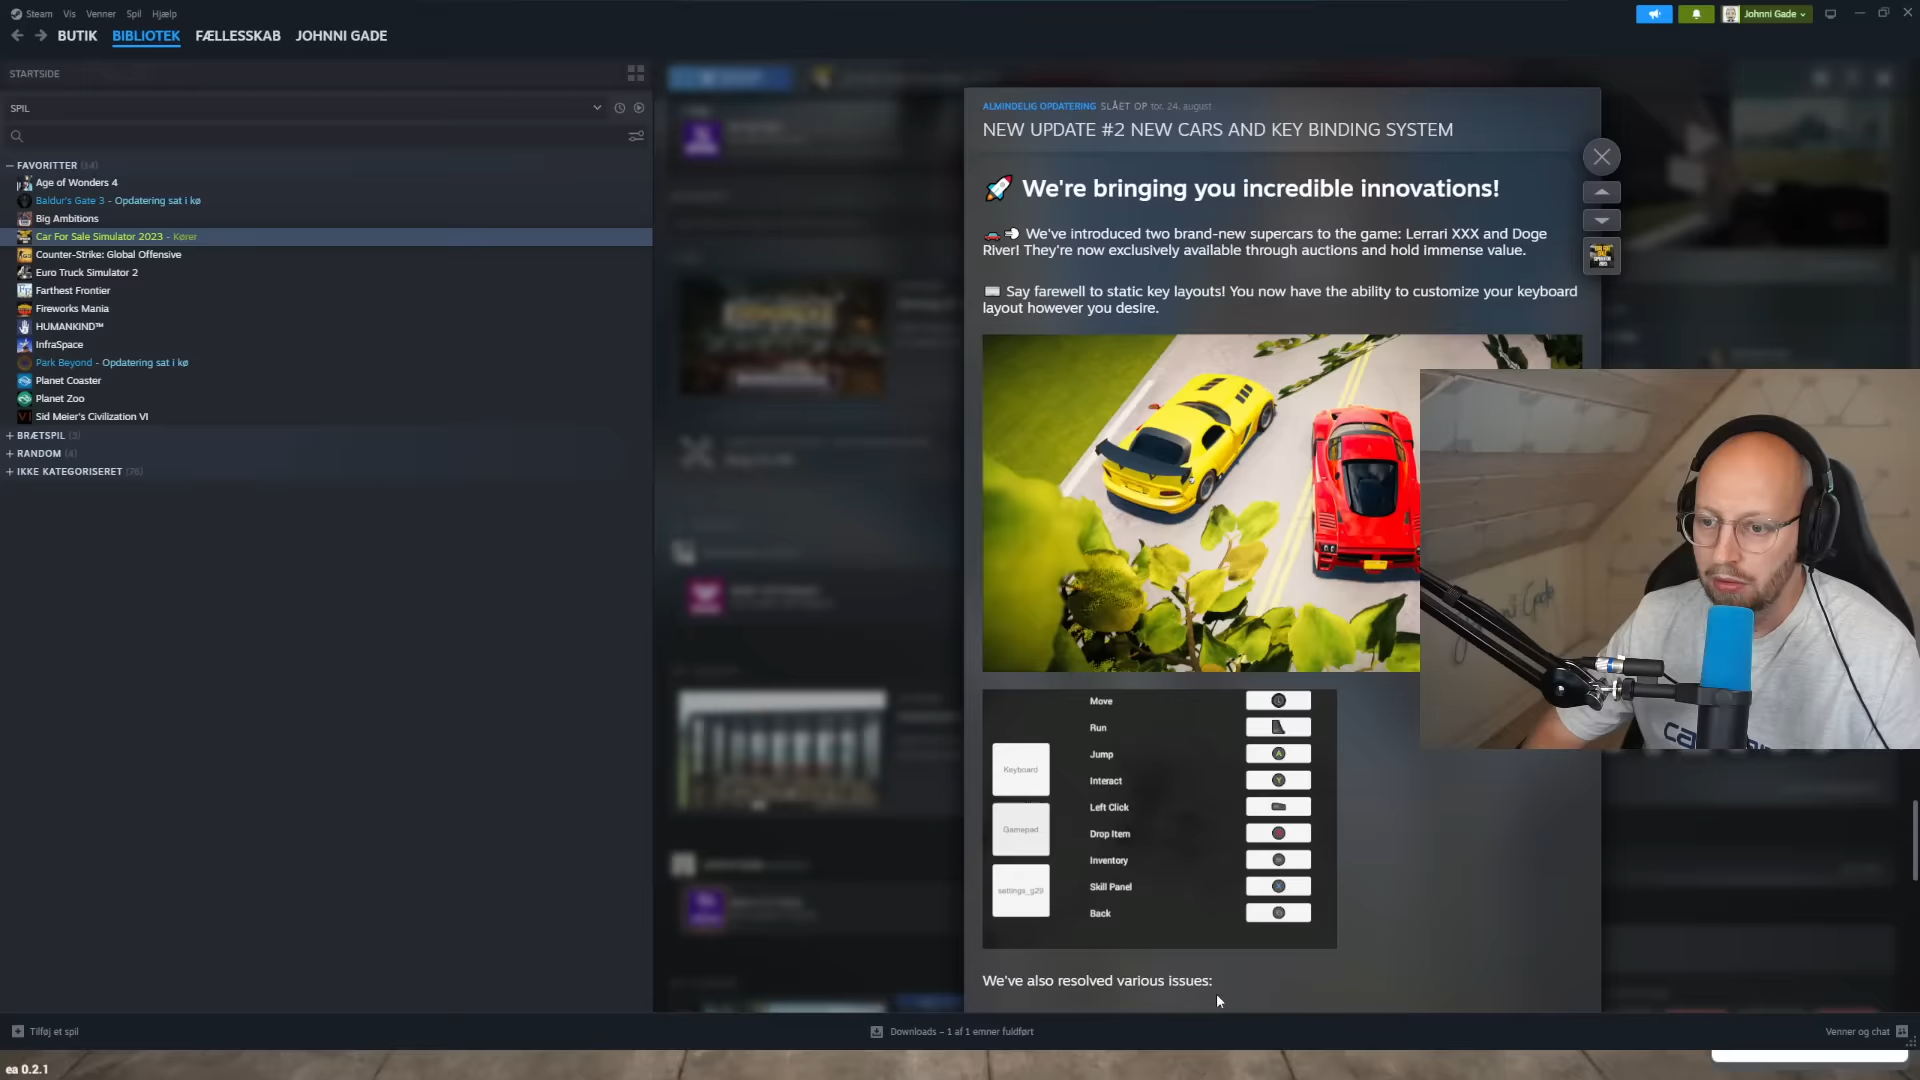 Steam Vis Venner Spil Hjælp
Johnni Gade
BUTIK BIBLIOTEK FÆLLESSKAB JOHNNI GADE
STARTSIDE
SPIL
FAVORITTER (14)
Age of Wonders 4
Baldur's Gate 3 - Opdatering sat i kø
Big Ambitions
Car For Sale Simulator 2023 - Kører
Counter-Strike: Global Offensive
Euro Truck Simulator 2
Farthest Frontier
Fireworks Mania
HUMANKIND™
InfraSpace
Park Beyond - Opdatering sat i kø
Planet Coaster
Planet Zoo
Sid Meier's Civilization VI
BRÆTSPIL (3)
RANDOM (4)
IKKE KATEGORISERET (76)
ALMINDELIG OPDATERING SLÅET OP tor. 24. august
NEW UPDATE #2 NEW CARS AND KEY BINDING SYSTEM
We're bringing you incredible innovations!
We've introduced two brand-new supercars to the game: Lerrari XXX and Doge
River! They're now exclusively available through auctions and hold immense value.
Say farewell to static key layouts! You now have the ability to customize your keyboard
layout however you desire.
Keyboard
Gamepad
settings_g29
Move
Run
Jump
A
Interact
Y
Left Click
Drop Item
Inventory
Skill Panel
X
Back
We've also resolved various issues:
Tilføj et spil
Downloads – 1 af 1 emner fuldført
Venner og chat
ea 0.2.1